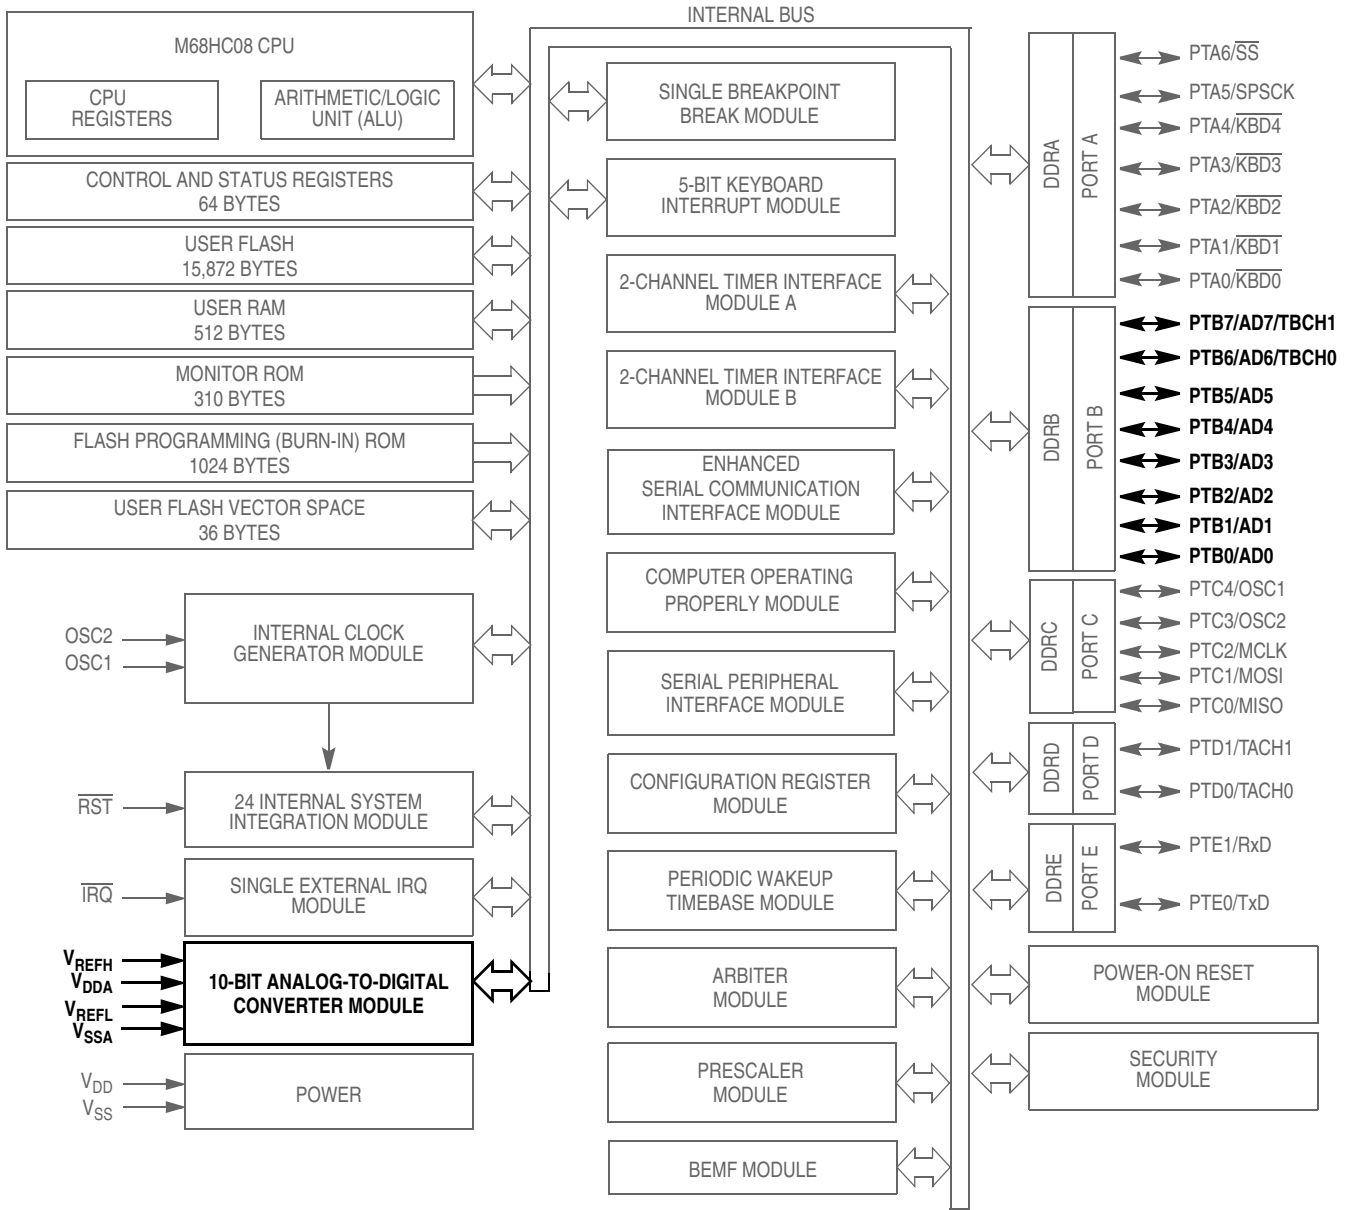 INTERNAL BUS
M68HC08 CPU
CPU
REGISTERS
ARITHMETIC/LOGIC
UNIT (ALU)
CONTROL AND STATUS REGISTERS
64 BYTES
USER FLASH
15,872 BYTES
USER RAM
512 BYTES
MONITOR ROM
310 BYTES
FLASH PROGRAMMING (BURN-IN) ROM
1024 BYTES
USER FLASH VECTOR SPACE
36 BYTES
OSC2
OSC1
INTERNAL CLOCK
GENERATOR MODULE
RST
24 INTERNAL SYSTEM
INTEGRATION MODULE
IRQ
SINGLE EXTERNAL IRQ
MODULE
VREFH
VDDA
VREFL
VSSA
10-BIT ANALOG-TO-DIGITAL
CONVERTER MODULE
VDD
VSS
POWER
SINGLE BREAKPOINT
BREAK MODULE
5-BIT KEYBOARD
INTERRUPT MODULE
2-CHANNEL TIMER INTERFACE
MODULE A
2-CHANNEL TIMER INTERFACE
MODULE B
ENHANCED
SERIAL COMMUNICATION
INTERFACE MODULE
COMPUTER OPERATING
PROPERLY MODULE
SERIAL PERIPHERAL
INTERFACE MODULE
CONFIGURATION REGISTER
MODULE
PERIODIC WAKEUP
TIMEBASE MODULE
ARBITER
MODULE
PRESCALER
MODULE
BEMF MODULE
DDRA
PORT A
PTA6/SS
PTA5/SPSCK
PTA4/KBD4
PTA3/KBD3
PTA2/KBD2
PTA1/KBD1
PTA0/KBD0
DDRB
PORT B
PTB7/AD7/TBCH1
PTB6/AD6/TBCH0
PTB5/AD5
PTB4/AD4
PTB3/AD3
PTB2/AD2
PTB1/AD1
PTB0/AD0
DDRC
PORT C
PTC4/OSC1
PTC3/OSC2
PTC2/MCLK
PTC1/MOSI
PTC0/MISO
DDRD
PORT D
PTD1/TACH1
PTD0/TACH0
DDRE
PORT E
PTE1/RxD
PTE0/TxD
POWER-ON RESET
MODULE
SECURITY
MODULE